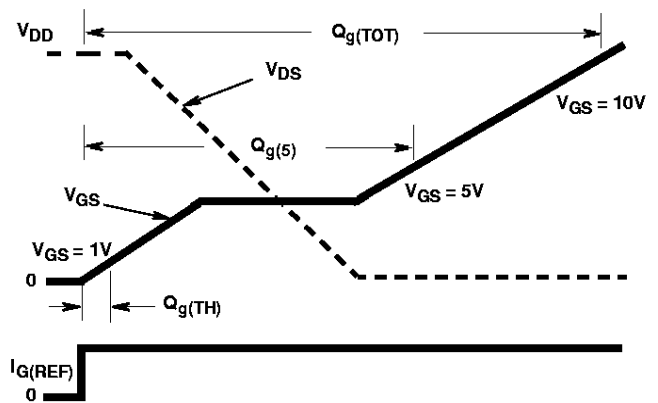 V_DD
Q_g(TOT)
V_DS
V_GS = 10V
Q_g(5)
V_GS = 5V
V_GS
V_GS = 1V
0
Q_g(TH)
I_G(REF)
0